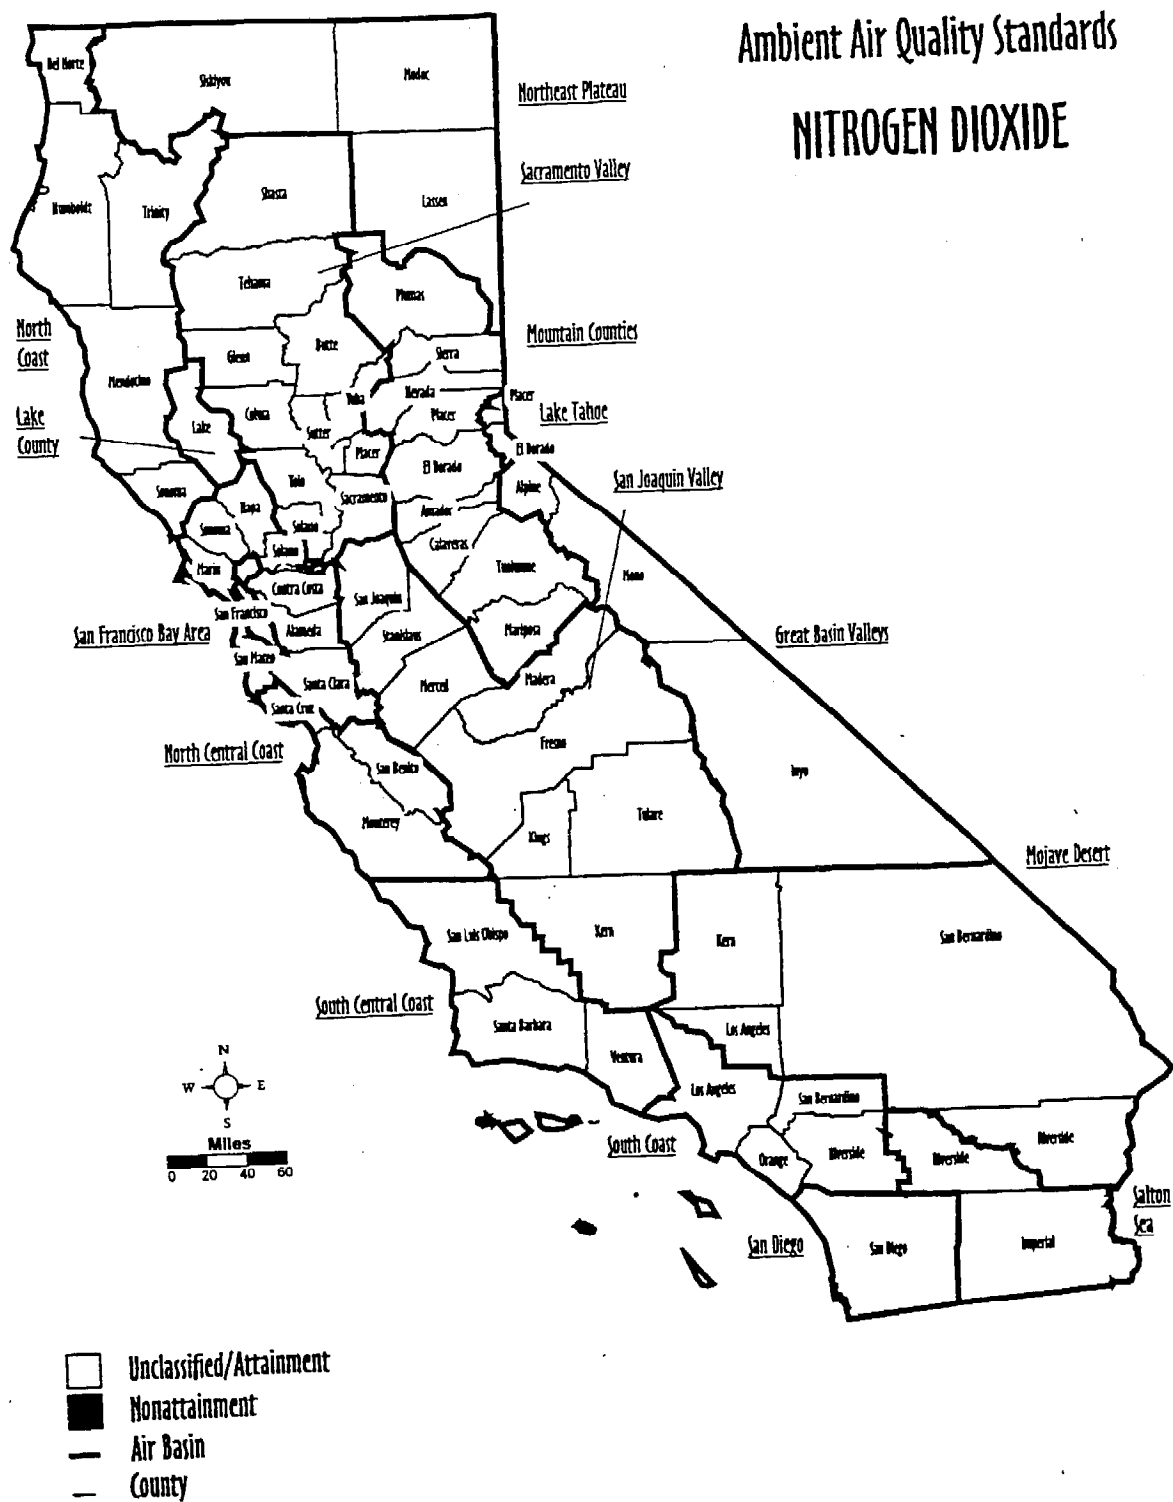 Ambient Air Quality Standards
NITROGEN DIOXIDE
Del Norte
Siskiyou
Modoc
Northeast Plateau
Sacramento Valley
Shasta
Lassen
Humboldt
Trinity
Tehama
Plumas
North
Coast
Mountain Counties
Butte
Glenn
Sierra
Mendocino
Yuba
Nevada
Placer
Placer
Lake Tahoe
Lake
County
Lake
Colusa
Sutter
Placer
El Dorado
El Dorado
San Joaquin Valley
Sonoma
Yolo
Sacramento
Alpine
Napa
Amador
Sonoma
Solano
Calaveras
Solano
Marin
Tuolumne
Mono
Contra Costa
San Joaquin
San Francisco
San Francisco Bay Area
Alameda
Stanislaus
Mariposa
Great Basin Valleys
San Mateo
Santa Clara
Merced
Madera
Santa Cruz
North Central Coast
Fresno
San Benito
Inyo
Monterey
Kings
Tulare
Mojave Desert
San Luis Obispo
Kern
Kern
San Bernardino
South Central Coast
Santa Barbara
Ventura
Los Angeles
Los Angeles
San Bernardino
N
W E
S
Miles
0 20 40 60
South Coast
Orange
Riverside
Riverside
Riverside
Salton
Sea
San Diego
San Diego
Imperial
Unclassified/Attainment
Nonattainment
Air Basin
County